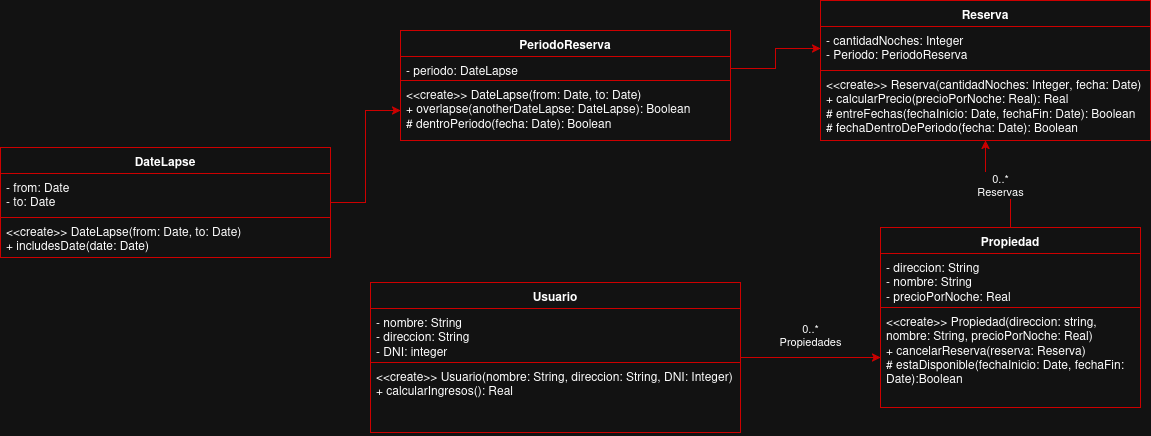 Reserva
- cantidadNoches: Integer
- Periodo: PeriodoReserva
<<create>> Reserva(cantidadNoches: Integer, fecha: Date)
+ calcularPrecio(precioPorNoche: Real): Real
# entreFechas(fechaInicio: Date, fechaFin: Date): Boolean
# fechaDentroDePeriodo(fecha: Date): Boolean
PeriodoReserva
- periodo: DateLapse
<<create>> DateLapse(from: Date, to: Date)
+ overlapse(anotherDateLapse: DateLapse): Boolean
# dentroPeriodo(fecha: Date): Boolean
DateLapse
- from: Date
- to: Date
<<create>> DateLapse(from: Date, to: Date)
+ includesDate(date: Date)
0..*
Reservas
Propiedad
- direccion: String
- nombre: String
- precioPorNoche: Real
<<create>> Propiedad(direccion: string,
nombre: String, precioPorNoche: Real)
+ cancelarReserva(reserva: Reserva)
# estaDisponible(fechaInicio: Date, fechaFin:
Date):Boolean
Usuario
- nombre: String
- direccion: String
- DNI: integer
<<create>> Usuario(nombre: String, direccion: String, DNI: Integer)
+ calcularIngresos(): Real
0..*
Propiedades